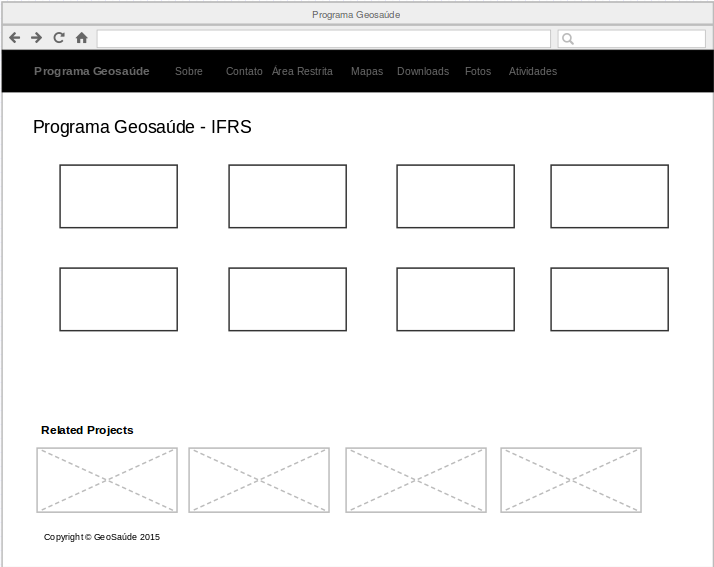 Programa Geosaúde
Programa Geosaúde Sobre Contato Área Restrita Mapas Downloads Fotos Atividades
Programa Geosaúde - IFRS
Related Projects
Copyright © GeoSaúde 2015